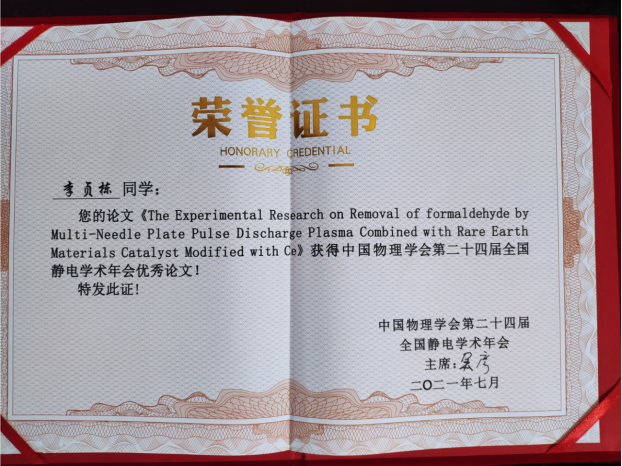 荣誉证书
HONORARY CREDENTIAL
李贞栋 同学:
您的论文《The Experimental Research on Removal of formaldehyde by
Multi-Needle Plate Pulse Discharge Plasma Combined with Rare Earth
Materials Catalyst Modified with Ce》获得中国物理学会第二十四届全国
静电学术年会优秀论文!
特发此证!
中国物理学会第二十四届
全国静电学术年会
主席:
二〇二一年七月